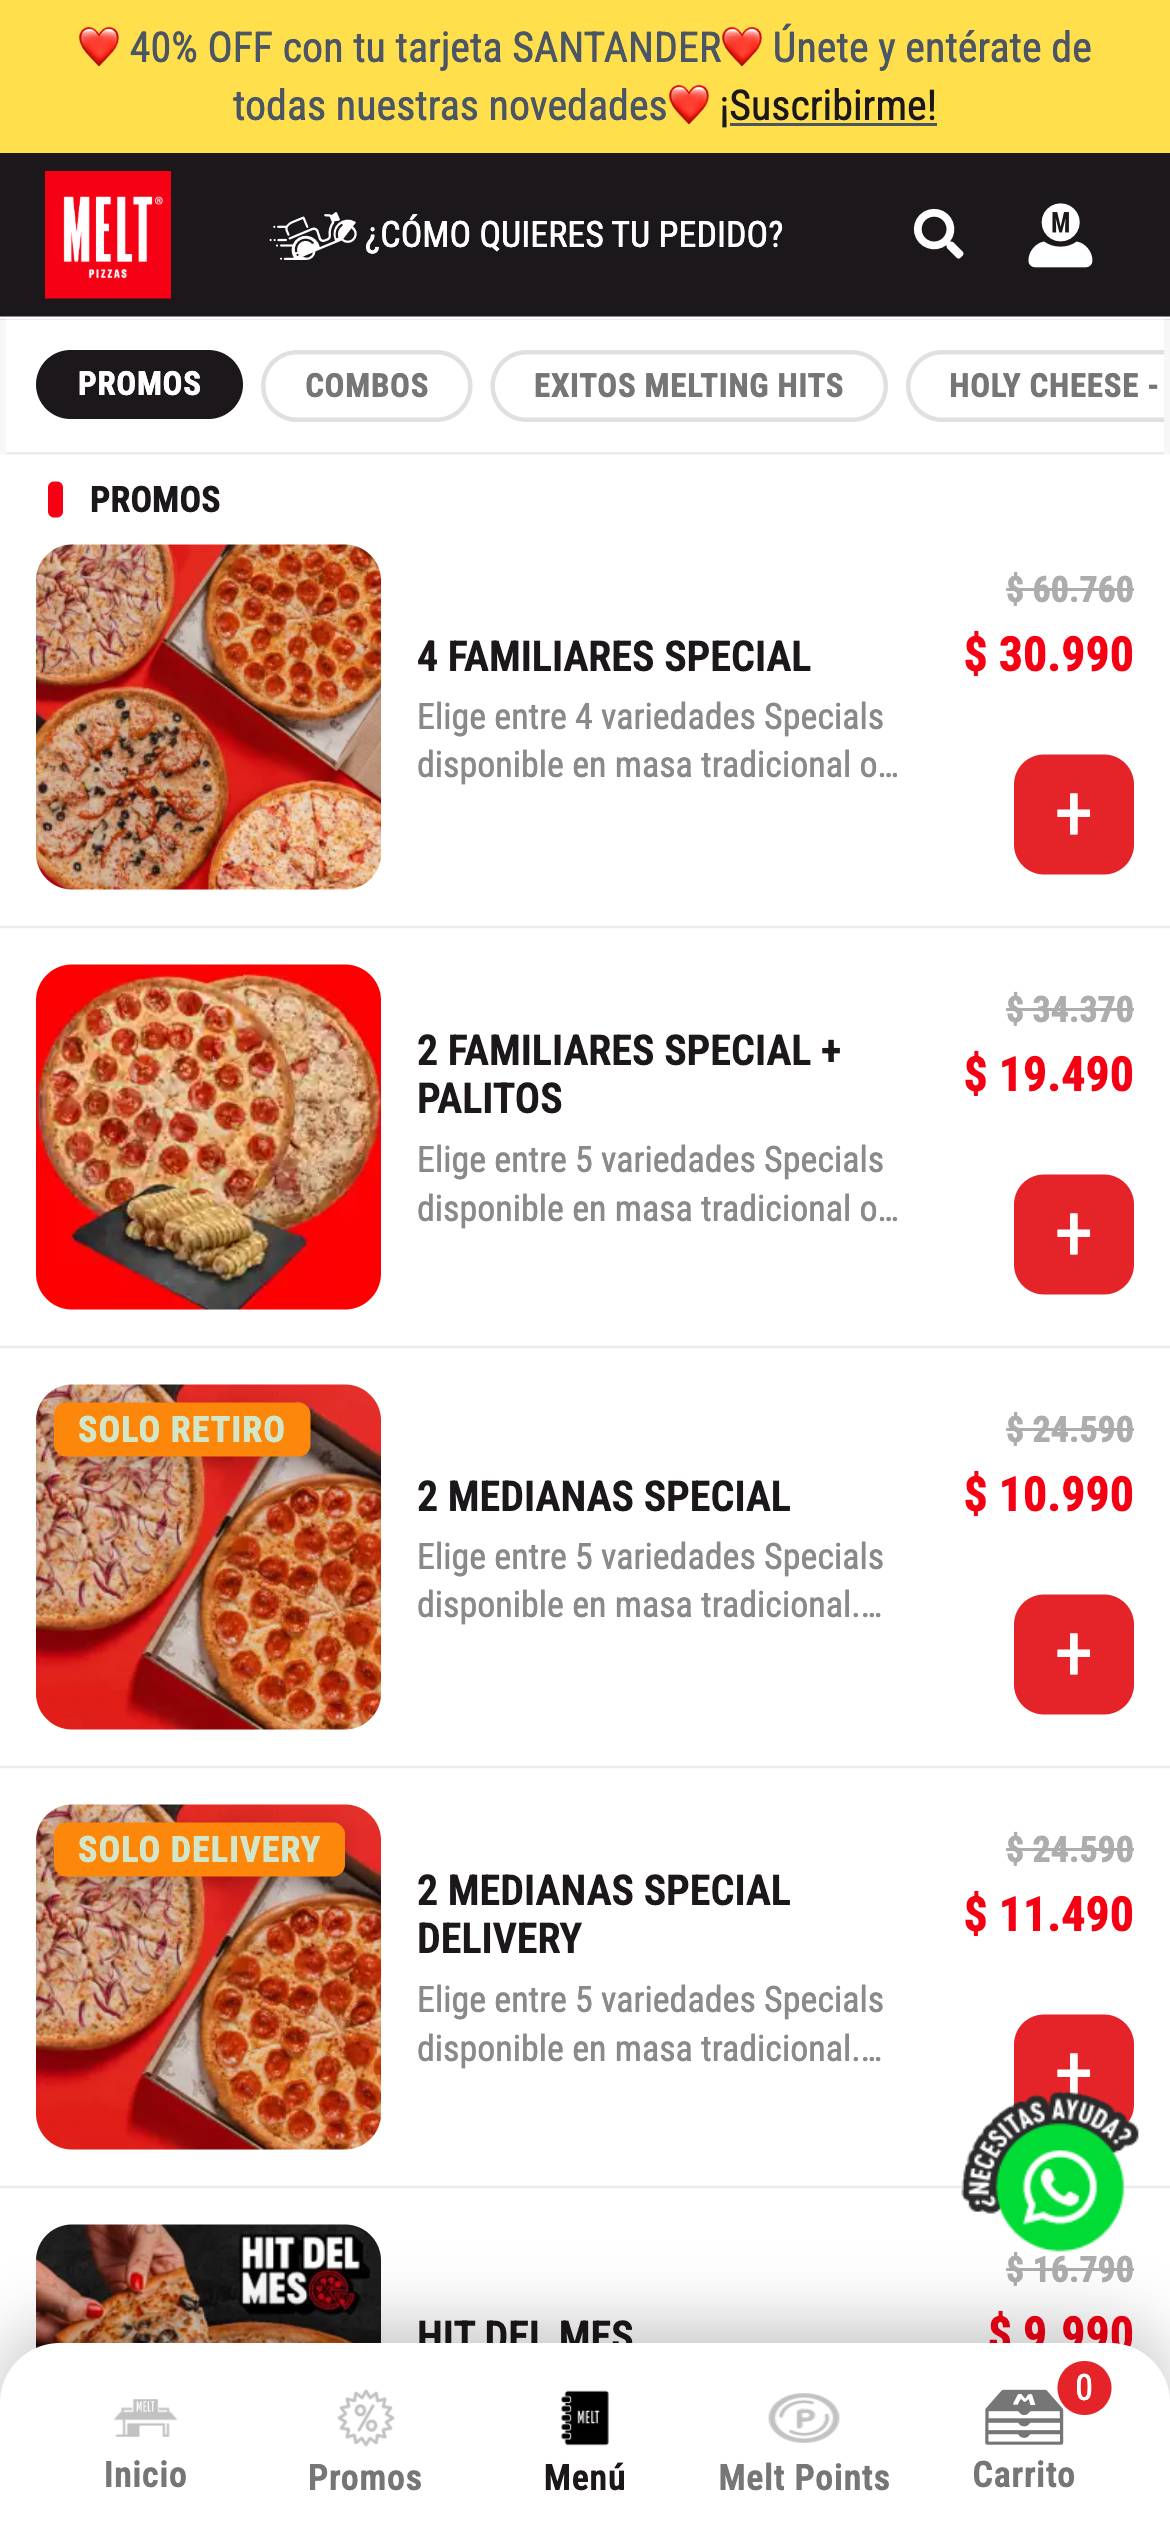 ❤️ 40% OFF con tu tarjeta SANTANDER❤️ Únete y entérate de
todas nuestras novedades❤️ ¡Suscribirme!
MELT®
PIZZAS
¿CÓMO QUIERES TU PEDIDO?
M
PROMOS
COMBOS
EXITOS MELTING HITS
HOLY CHEESE -
PROMOS
$ 60.760
4 FAMILIARES SPECIAL
$ 30.990
Elige entre 4 variedades Specials
disponible en masa tradicional o...
+
$ 34.370
2 FAMILIARES SPECIAL +
PALITOS
$ 19.490
Elige entre 5 variedades Specials
disponible en masa tradicional o...
+
SOLO RETIRO
$ 24.590
2 MEDIANAS SPECIAL
$ 10.990
Elige entre 5 variedades Specials
disponible en masa tradicional....
+
SOLO DELIVERY
$ 24.590
2 MEDIANAS SPECIAL
DELIVERY
$ 11.490
Elige entre 5 variedades Specials
disponible en masa tradicional....
+
¿NECESITAS AYUDA?
HIT DEL
MES
$ 16.790
HIT DEL MES
$ 9.990
MELT
%
MELT
P
M
0
Inicio
Promos
Menú
Melt Points
Carrito